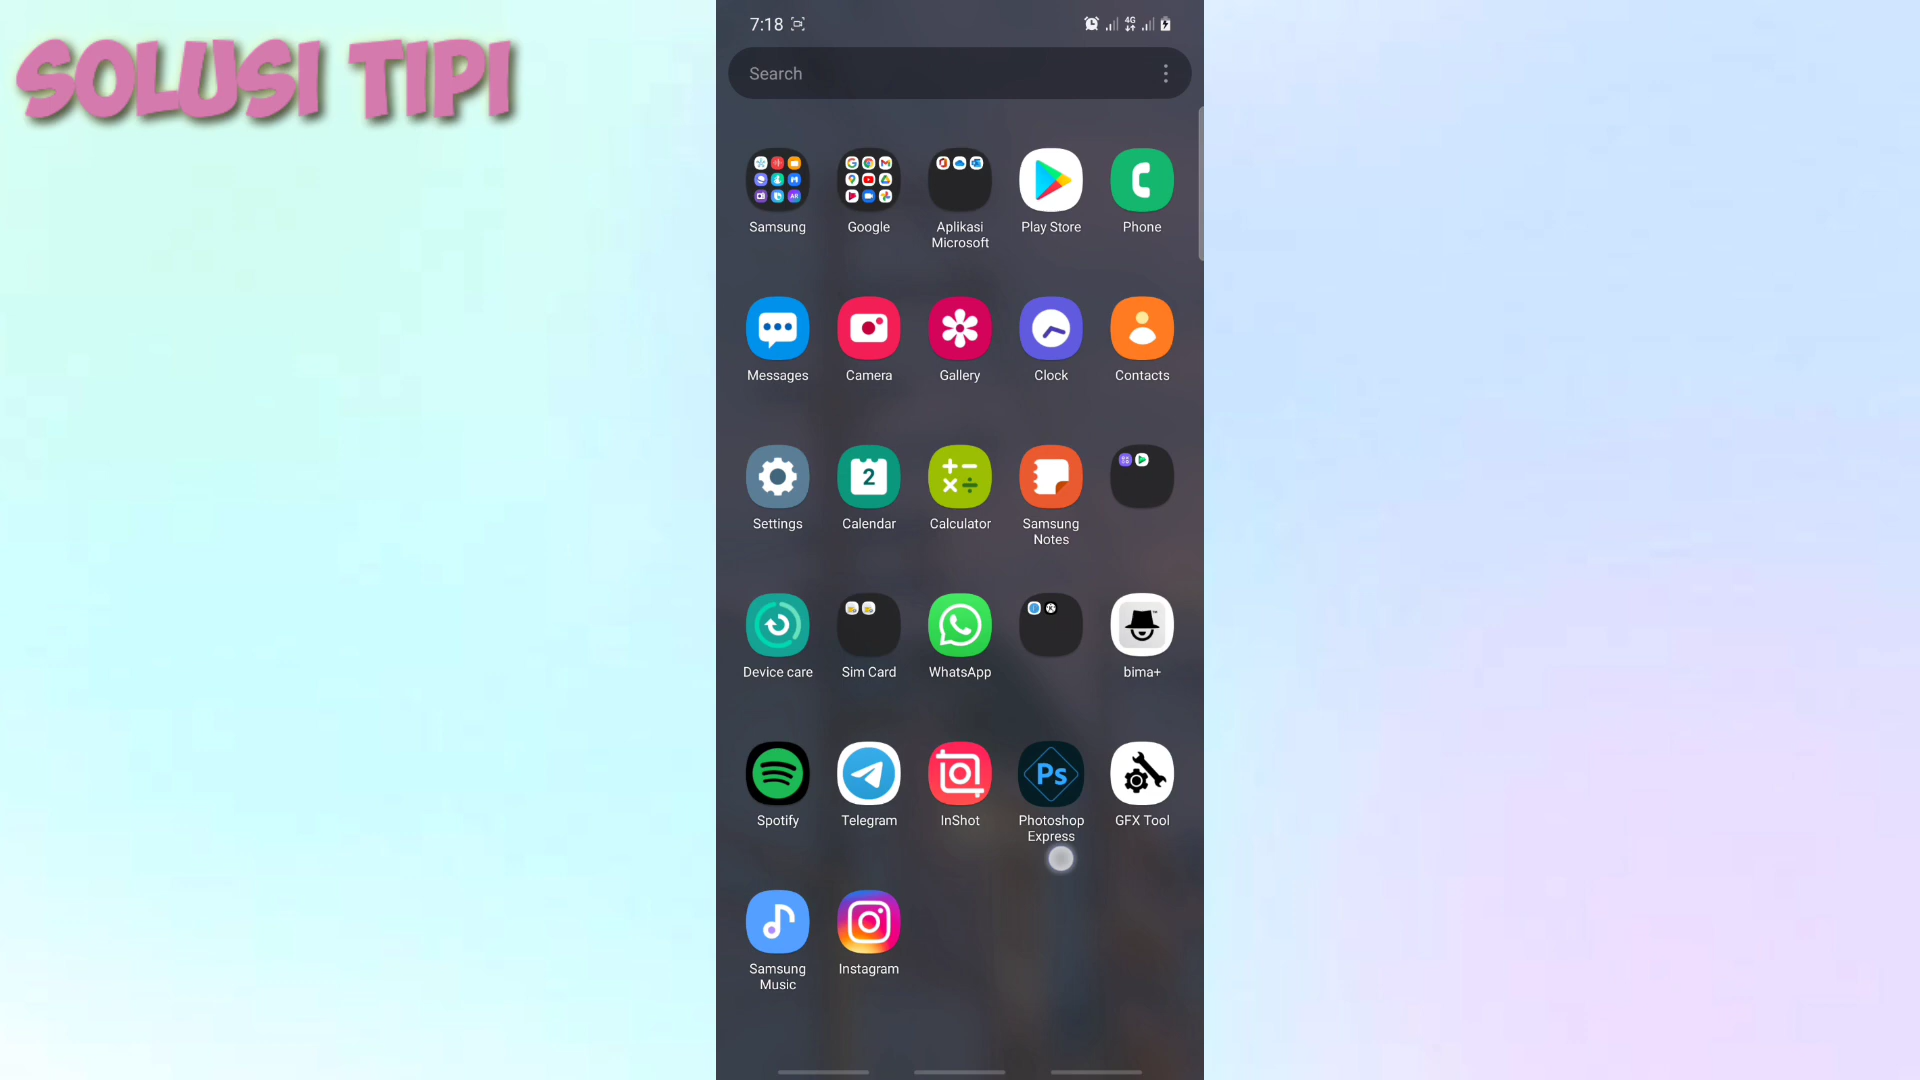 SOLUSI TIPI
7:18
4G
Search
Samsung
Google
Aplikasi
Microsoft
Play Store
Phone
Messages
Camera
Gallery
Clock
Contacts
2
Settings
Calendar
Calculator
Samsung
Notes
Device care
Sim Card
WhatsApp
bima+
Ps
Spotify
Telegram
InShot
Photoshop
Express
GFX Tool
Samsung
Music
Instagram